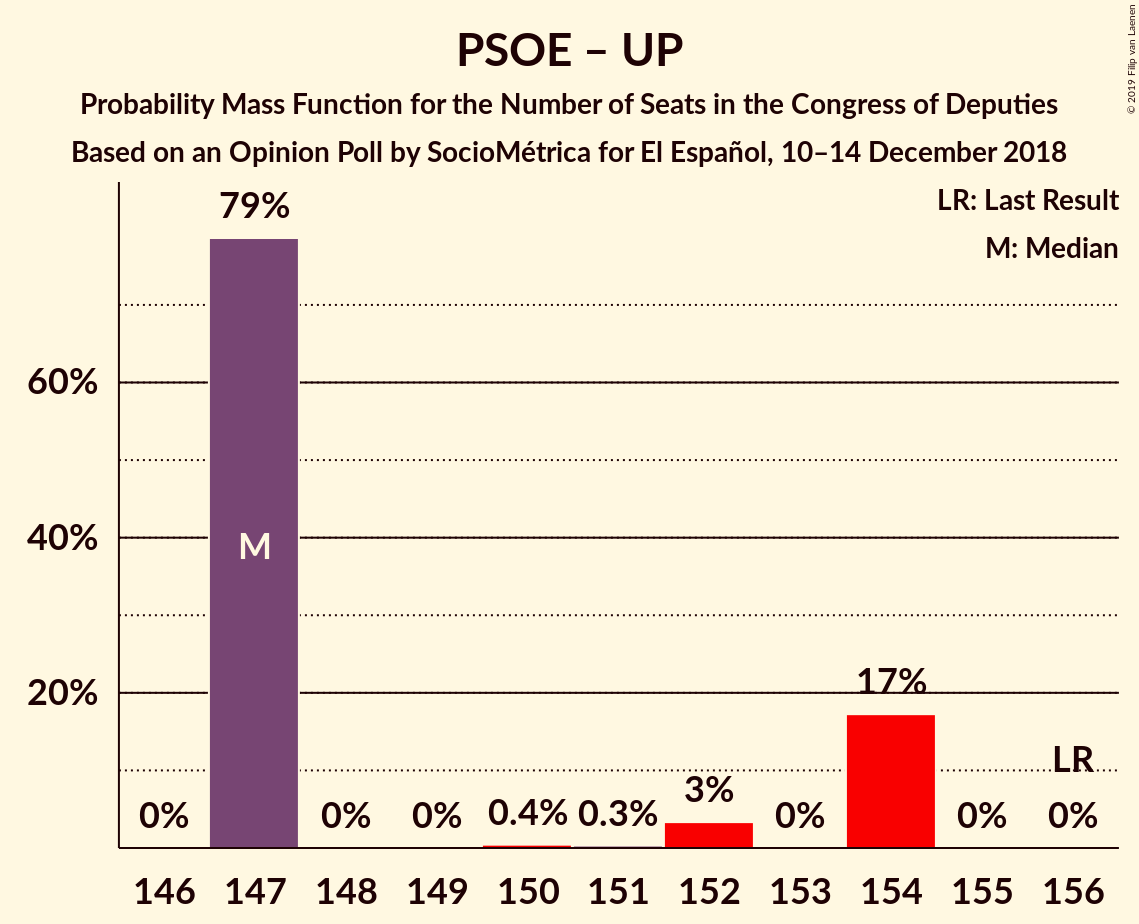 PSOE – UP
Probability Mass Function for the Number of Seats in the Congress of Deputies
Based on an Opinion Poll by SocioMétrica for El Español, 10–14 December 2018
© 2019 Filip van Laenen
LR: Last Result
M: Median
79%
60%
40%
20%
M
17%
LR
0%
0%
0%
0.4%
0.3%
3%
0%
0%
0%
146 147 148 149 150 151 152 153 154 155 156